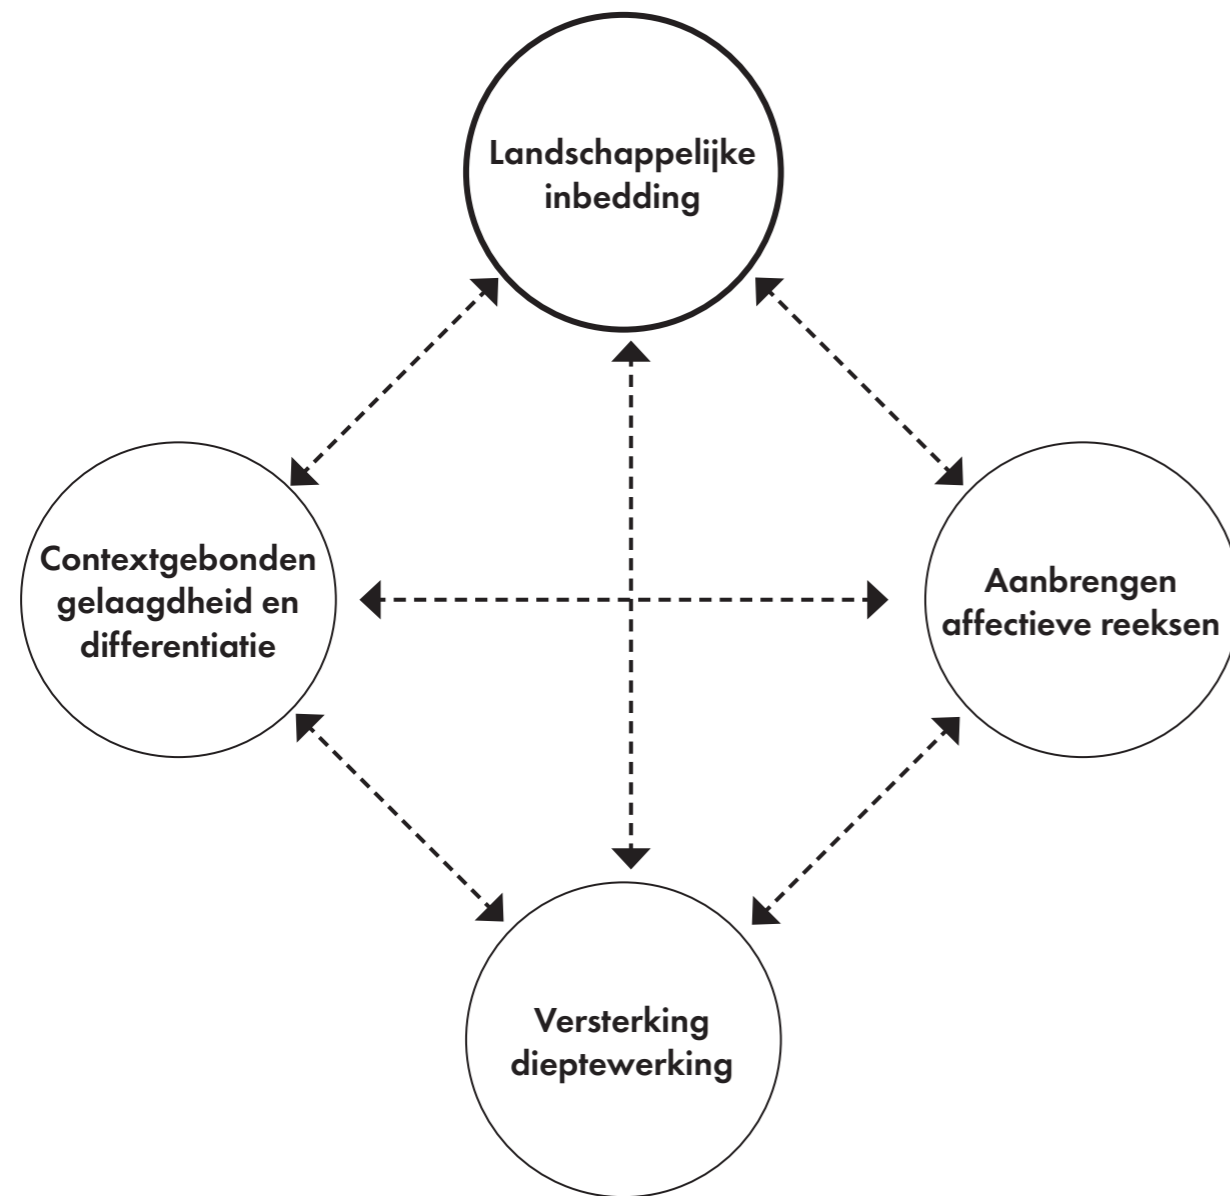 Landschappelijke
inbedding
Contextgebonden
gelaagdheid en
differentiatie
Aanbrengen
affectieve reeksen
Versterking
dieptewerking